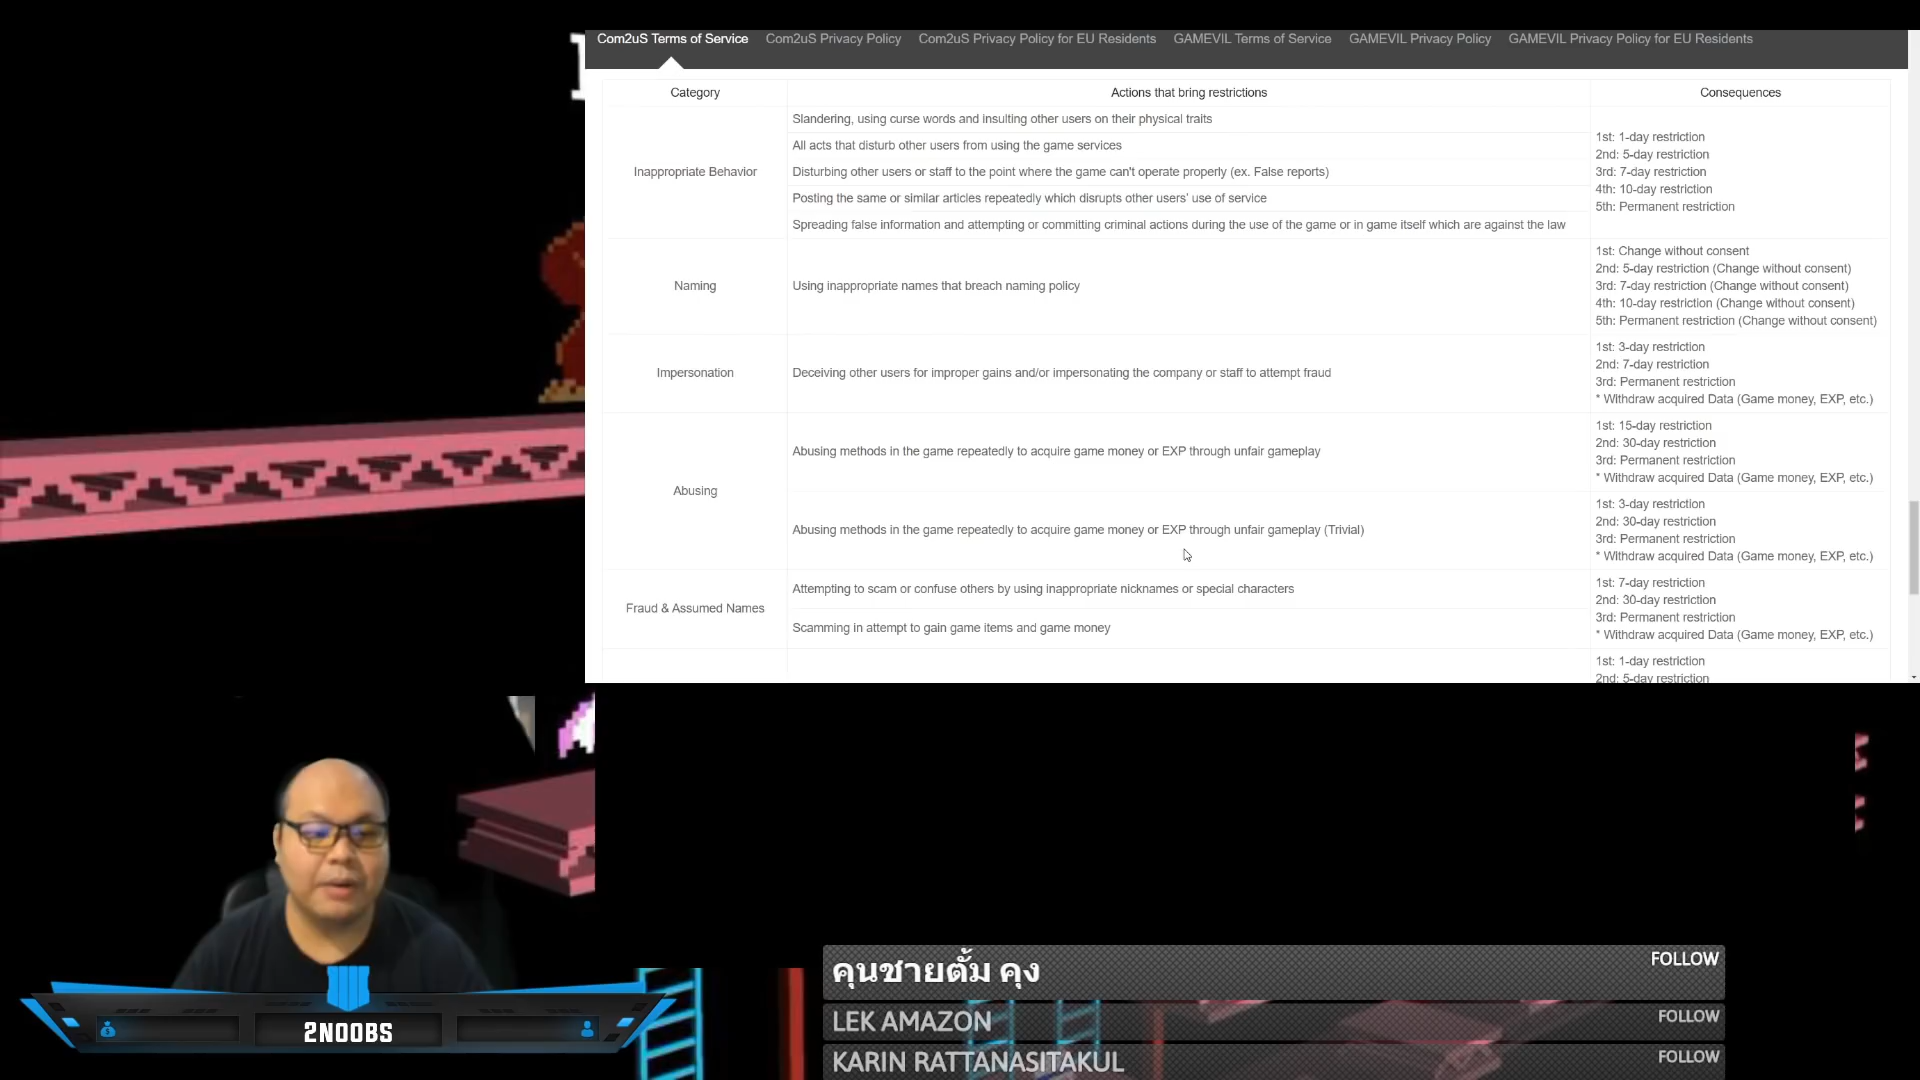 Com2uS Terms of Service Com2uS Privacy Policy Com2uS Privacy Policy for EU Residents GAMEVIL Terms of Service GAMEVIL Privacy Policy GAMEVIL Privacy Policy for EU Residents
Category Actions that bring restrictions Consequences
Inappropriate Behavior
Slandering, using curse words and insulting other users on their physical traits
All acts that disturb other users from using the game services
Disturbing other users or staff to the point where the game can't operate properly (ex. False reports)
Posting the same or similar articles repeatedly which disrupts other users' use of service
Spreading false information and attempting or committing criminal actions during the use of the game or in game itself which are against the law
1st: 1-day restriction
2nd: 5-day restriction
3rd: 7-day restriction
4th: 10-day restriction
5th: Permanent restriction
Naming
Using inappropriate names that breach naming policy
1st: Change without consent
2nd: 5-day restriction (Change without consent)
3rd: 7-day restriction (Change without consent)
4th: 10-day restriction (Change without consent)
5th: Permanent restriction (Change without consent)
Impersonation
Deceiving other users for improper gains and/or impersonating the company or staff to attempt fraud
1st: 3-day restriction
2nd: 7-day restriction
3rd: Permanent restriction
* Withdraw acquired Data (Game money, EXP, etc.)
Abusing
Abusing methods in the game repeatedly to acquire game money or EXP through unfair gameplay
1st: 15-day restriction
2nd: 30-day restriction
3rd: Permanent restriction
* Withdraw acquired Data (Game money, EXP, etc.)
Abusing methods in the game repeatedly to acquire game money or EXP through unfair gameplay (Trivial)
1st: 3-day restriction
2nd: 30-day restriction
3rd: Permanent restriction
* Withdraw acquired Data (Game money, EXP, etc.)
Fraud & Assumed Names
Attempting to scam or confuse others by using inappropriate nicknames or special characters
Scamming in attempt to gain game items and game money
1st: 7-day restriction
2nd: 30-day restriction
3rd: Permanent restriction
* Withdraw acquired Data (Game money, EXP, etc.)
1st: 1-day restriction
2nd: 5-day restriction
2NOOBS
คุนชายตั้ม คุง FOLLOW
LEK AMAZON FOLLOW
KARIN RATTANASITAKUL FOLLOW